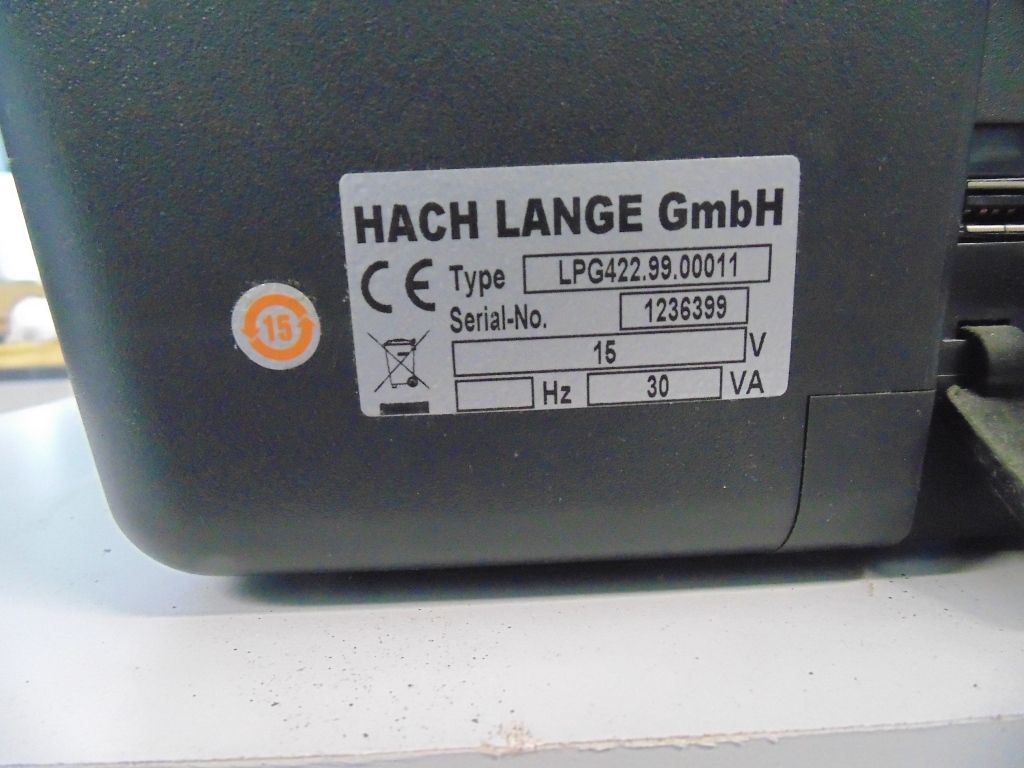 HACH LANGE GmbH
CE Type LPG422.99.00011
Serial-No. 1236399
15 V
Hz 30 VA
15